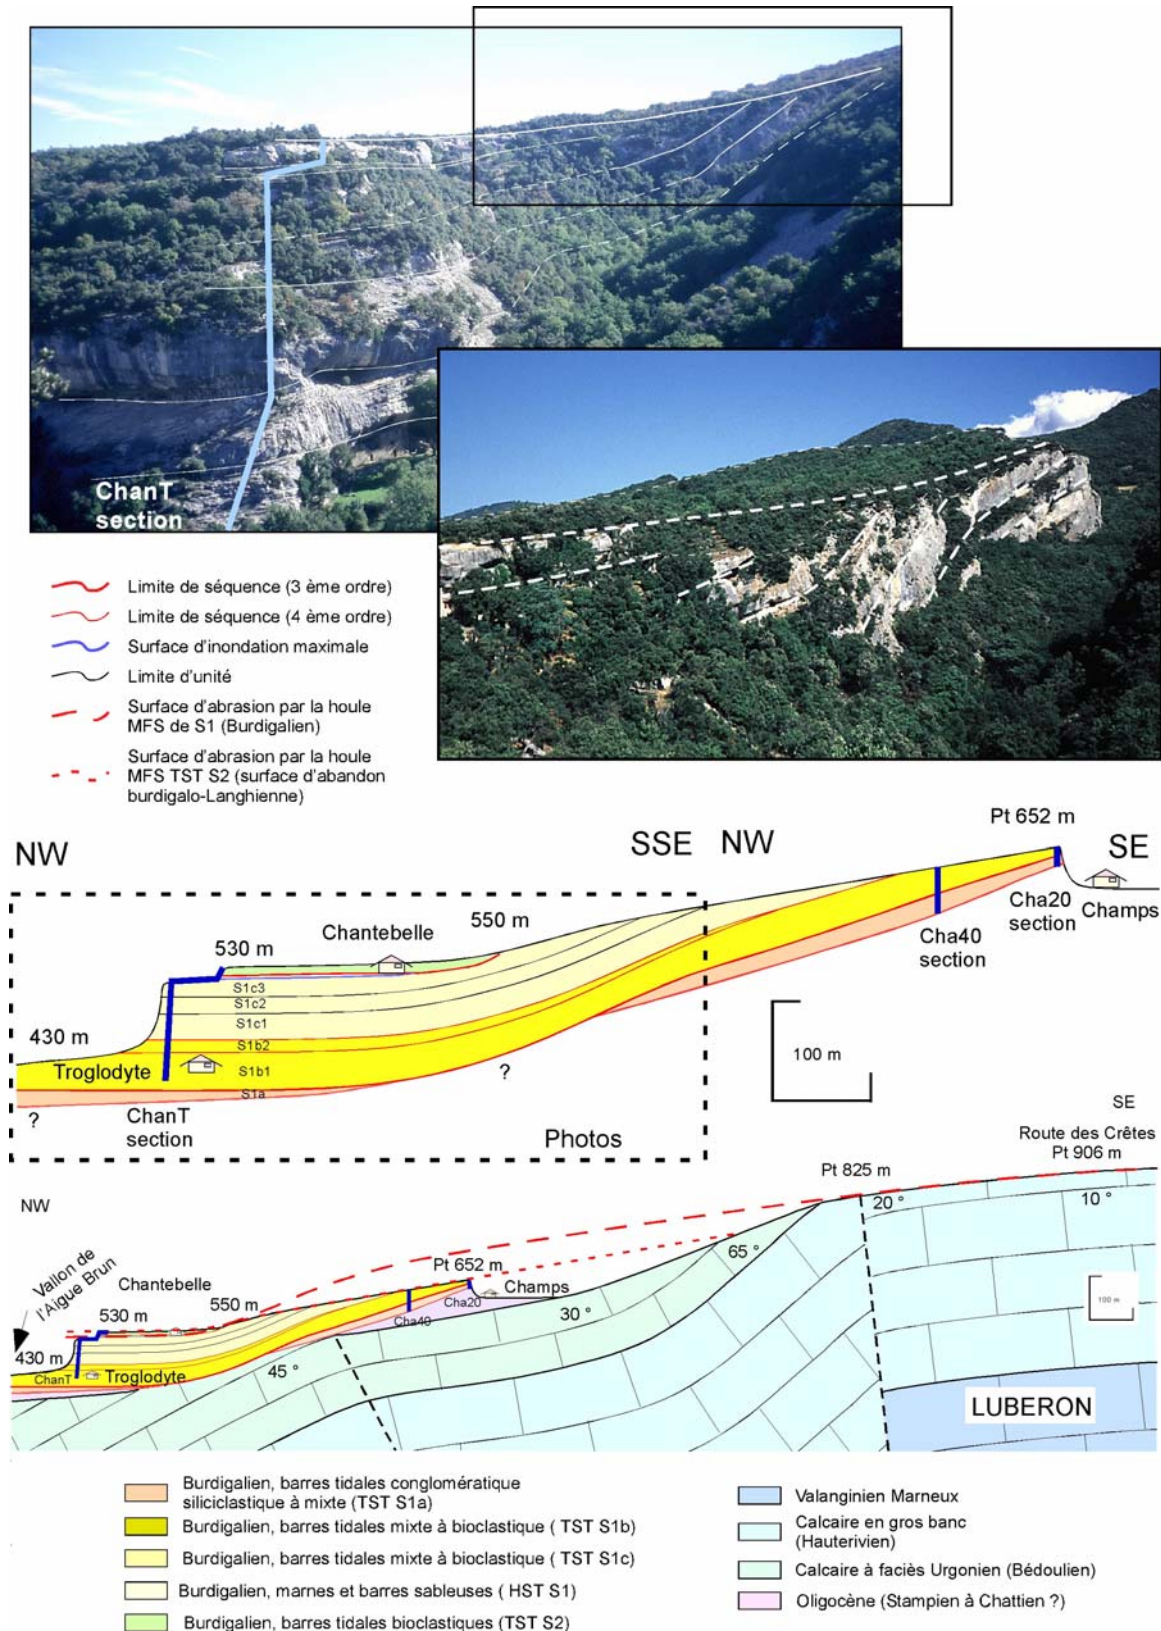 ChanT
section
Limite de séquence (3 ème ordre)
Limite de séquence (4 ème ordre)
Surface d'inondation maximale
Limite d'unité
Surface d'abrasion par la houle
MFS de S1 (Burdigalien)
Surface d'abrasion par la houle
MFS TST S2 (surface d'abandon
burdigalo-Langhienne)
NW
SSE
NW
SE
Pt 652 m
550 m
Chantebelle
530 m
Cha20
section
Champs
Cha40
section
S1c3
S1c2
S1c1
430 m
S1b2
Troglodyte
S1b1
S1a
?
?
ChanT
section
Photos
100 m
SE
Route des Crêtes
Pt 906 m
Pt 825 m
20 °
10 °
NW
65 °
Vallon de
l'Aigue Brun
Chantebelle
Pt 652 m
Champs
530 m
550 m
Cha20
Cha40
30 °
100 m
430 m
ChanT
Troglodyte
45 °
LUBERON
Burdigalien, barres tidales conglomératique
siliciclastique à mixte (TST S1a)
Burdigalien, barres tidales mixte à bioclastique ( TST S1b)
Burdigalien, barres tidales mixte à bioclastique ( TST S1c)
Burdigalien, marnes et barres sableuses ( HST S1)
Burdigalien, barres tidales bioclastiques (TST S2)
Valanginien Marneux
Calcaire en gros banc
(Hauterivien)
Calcaire à faciès Urgonien (Bédoulien)
Oligocène (Stampien à Chattien ?)